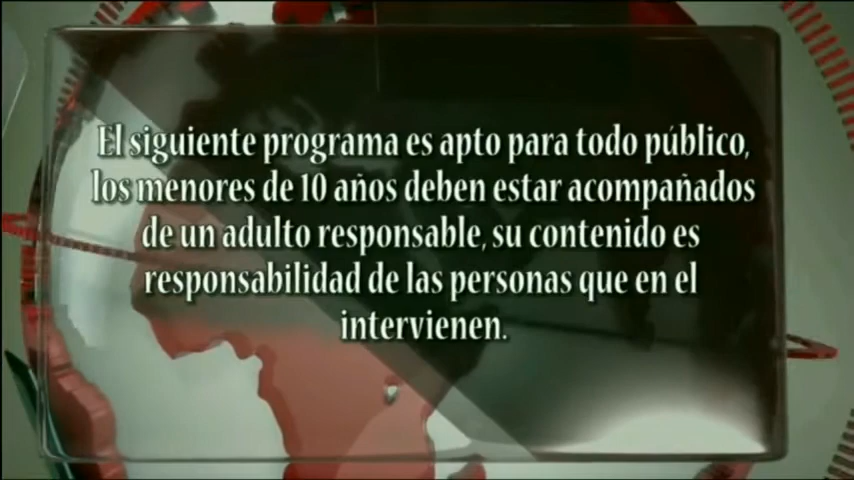 El siguiente programa es apto para todo público,
los menores de 10 años deben estar acompañados
de un adulto responsable, su contenido es
responsabilidad de las personas que en el
intervienen.